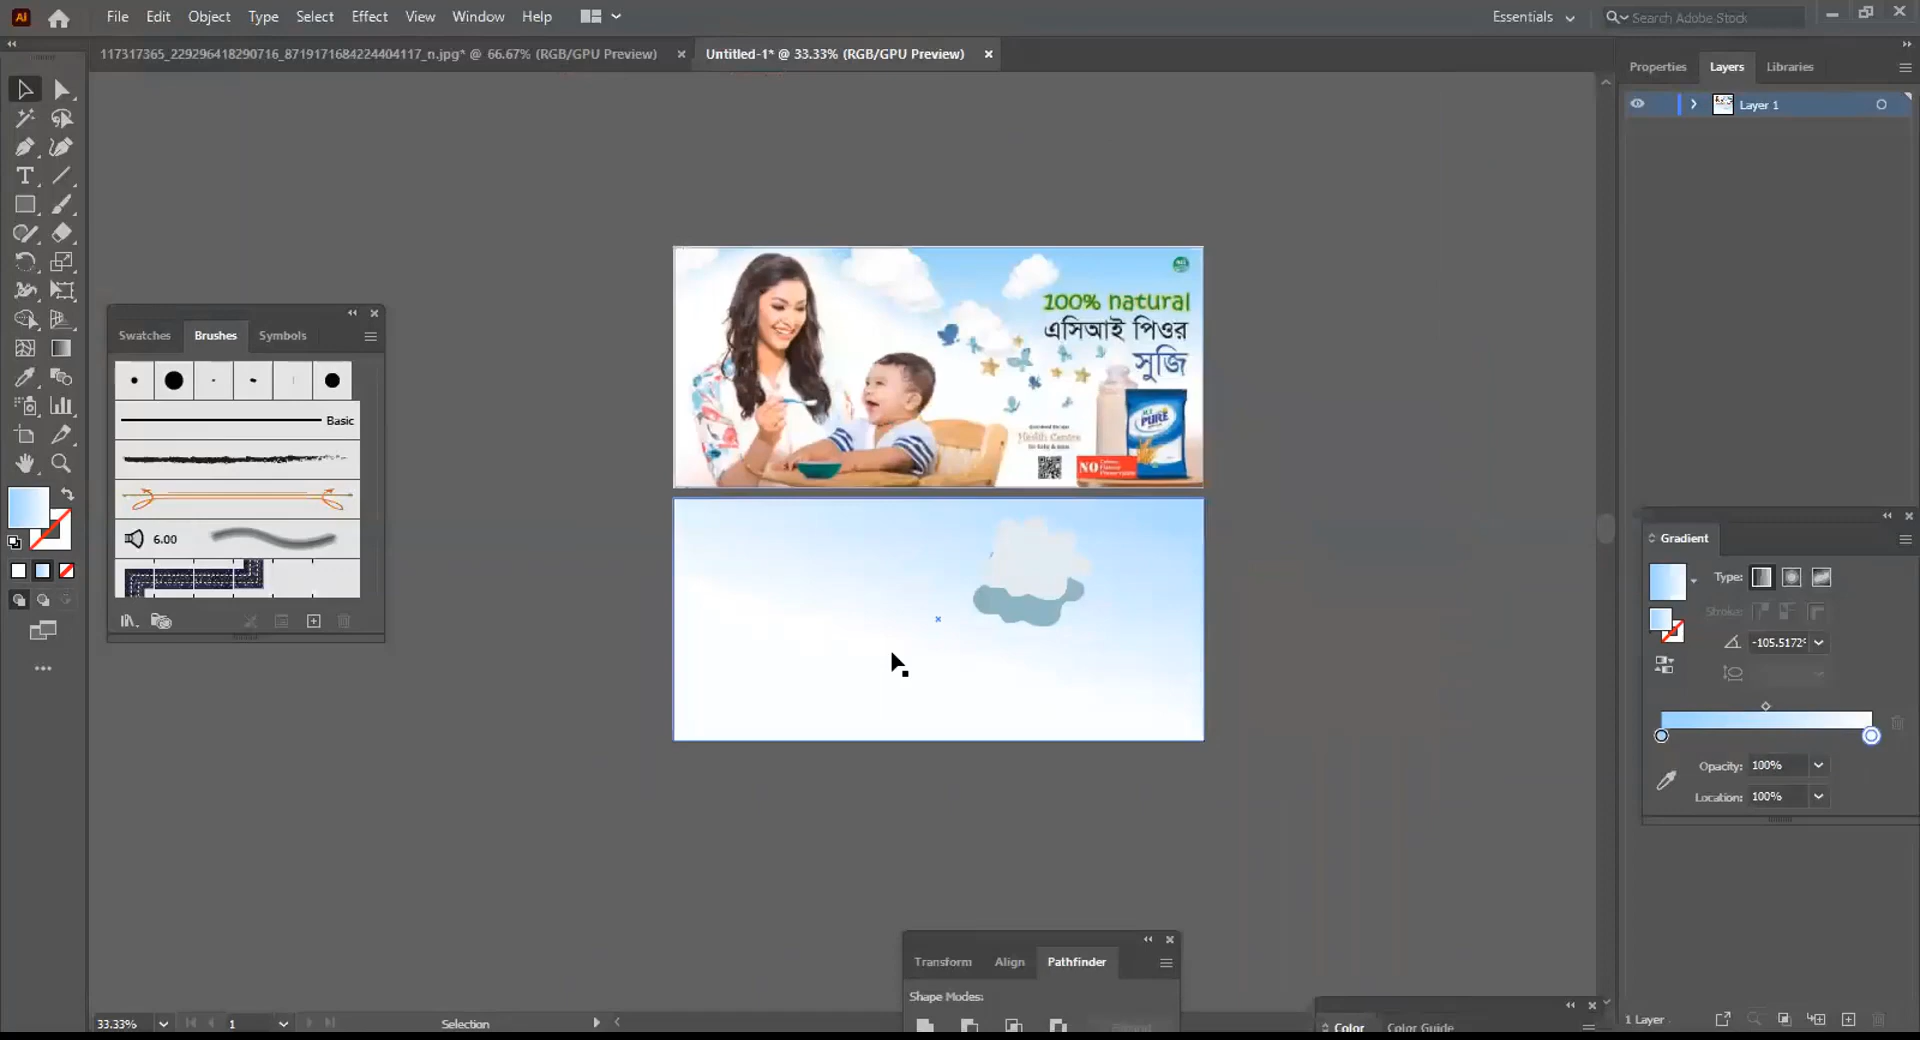 File Edit Object Type Select Effect View Window Help
Essentials
Search Adobe Stock
117317365_229296418290716_8719171684224404117_n.jpg* @ 66.67% (RGB/GPU Preview)
Untitled-1* @ 33.33% (RGB/GPU Preview)
Properties Layers Libraries
Layer 1
100% natural
এসিআই পিওর
সুজি
PURE
Health Centre
NO
Swatches Brushes Symbols
Basic
6.00
Gradient
Type:
Stroke:
-105.5172°
Opacity: 100%
Location: 100%
Transform Align Pathfinder
Shape Modes:
33.33%
1
Selection
Color Color Guide
1 Layer